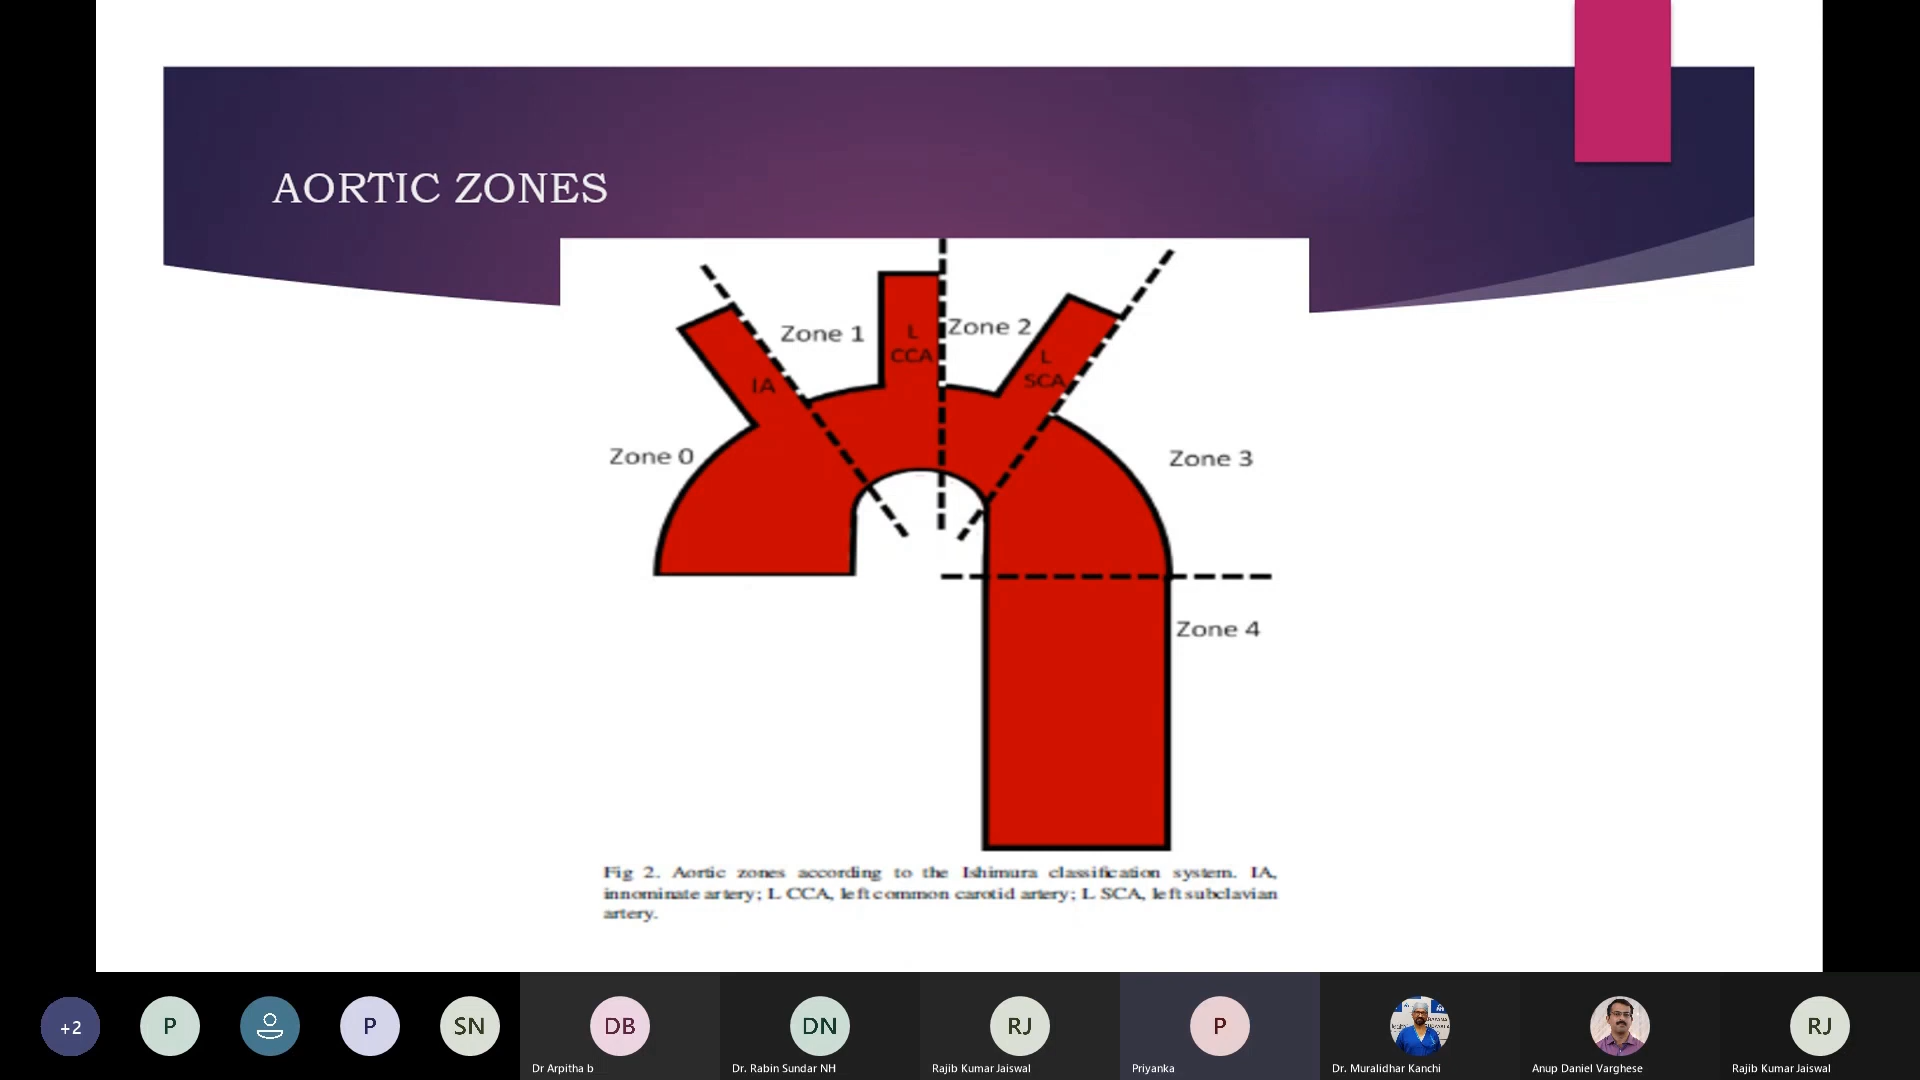 AORTIC ZONES
Zone 1
L
CCA
Zone 2
L
SCA
IA
Zone 0
Zone 3
Zone 4
Fig 2. Aortic zones according to the Ishimura classification system. IA,
innominate artery; L CCA, left common carotid artery; L SCA, left subclavian
artery.
+2
P
P
SN
DB
DN
RJ
P
RJ
Dr Arpitha b
Dr. Rabin Sundar NH
Rajib Kumar Jaiswal
Priyanka
Dr. Muralidhar Kanchi
Anup Daniel Varghese
Rajib Kumar Jaiswal